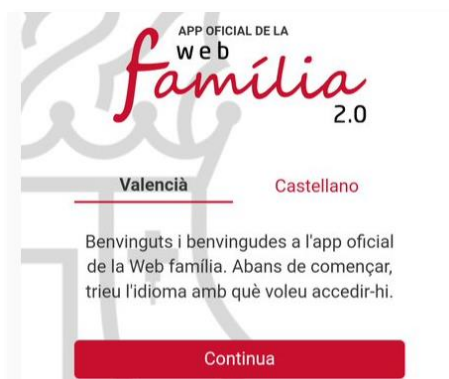 APP OFICIAL DE LA
web
família
2.0
Valencià Castellano
Benvinguts i benvingudes a l'app oficial
de la Web família. Abans de començar,
trieu l'idioma amb què voleu accedir-hi.
Continua